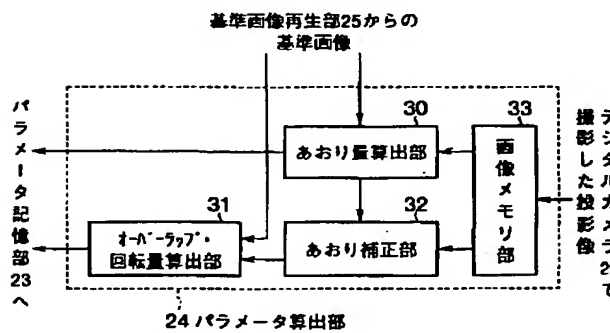 基準画像再生部25からの
基準画像
パラメータ記憶部23へ
30
あおり量算出部
33
画像メモリ部
デジタルカメラ2で
撮影した投影像
31
オーバーラップ・
回転量算出部
32
あおり補正部
24 パラメータ算出部